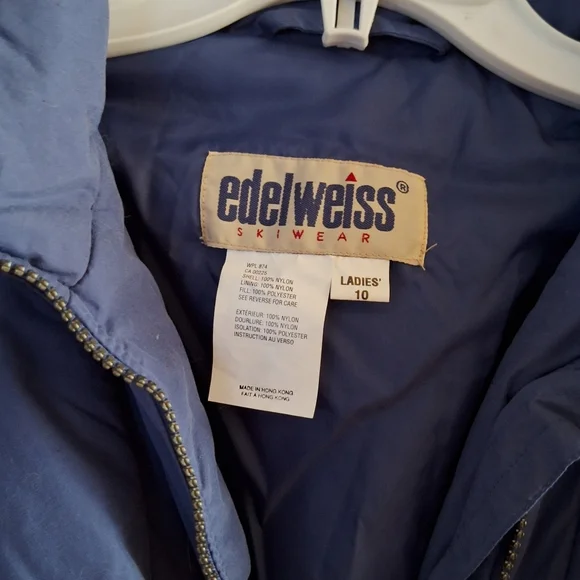 edelweiss®
SKIWEAR
LADIES'
10
WPL 874
CA 00225
SHELL: 100% NYLON
LINING: 100% NYLON
FILL: 100% POLYESTER
SEE REVERSE FOR CARE
EXTERIEUR: 100% NYLON
DOUBLURE: 100% NYLON
ISOLATION: 100% POLYESTER
INSTRUCTION AU VERSO
MADE IN HONG KONG
FAIT À HONG KONG